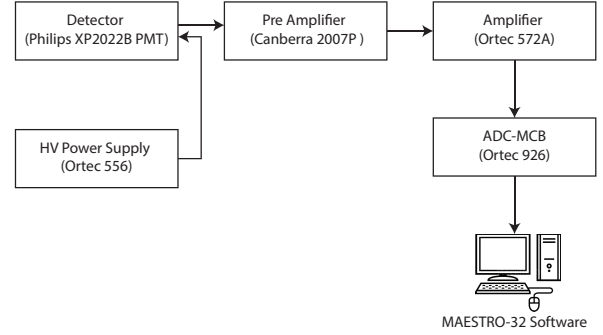 Detector
(Philips XP2022B PMT)
Pre Amplifier
(Canberra 2007P )
Amplifier
(Ortec 572A)
HV Power Supply
(Ortec 556)
ADC-MCB
(Ortec 926)
MAESTRO-32 Software